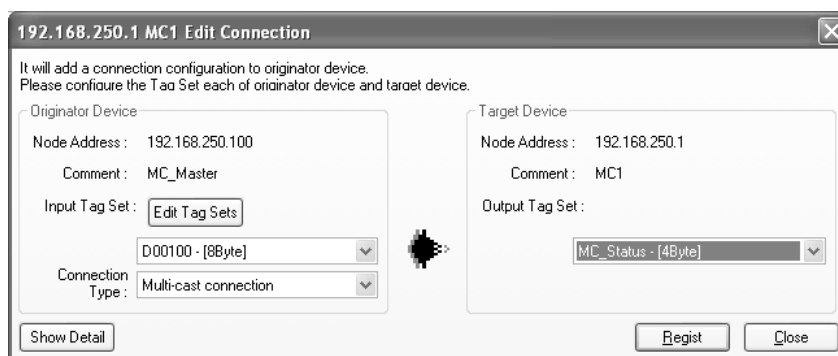 192.168.250.1 MC1 Edit Connection
It will add a connection configuration to originator device.
Please configure the Tag Set each of originator device and target device.
Originator Device
Node Address : 192.168.250.100
Comment : MC_Master
Input Tag Set : Edit Tag Sets
D00100 - [8Byte]
Connection Type : Multi-cast connection
Target Device
Node Address : 192.168.250.1
Comment : MC1
Output Tag Set :
MC_Status - [4Byte]
Show Detail
Regist
Close